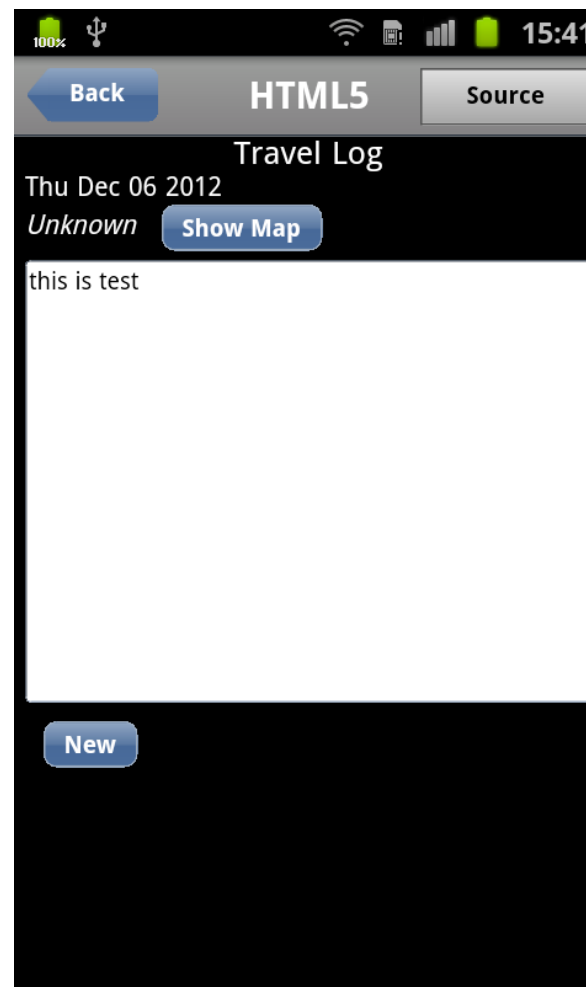 100% 15:41
Back HTML5 Source
Travel Log
Thu Dec 06 2012
Unknown Show Map
this is test
New